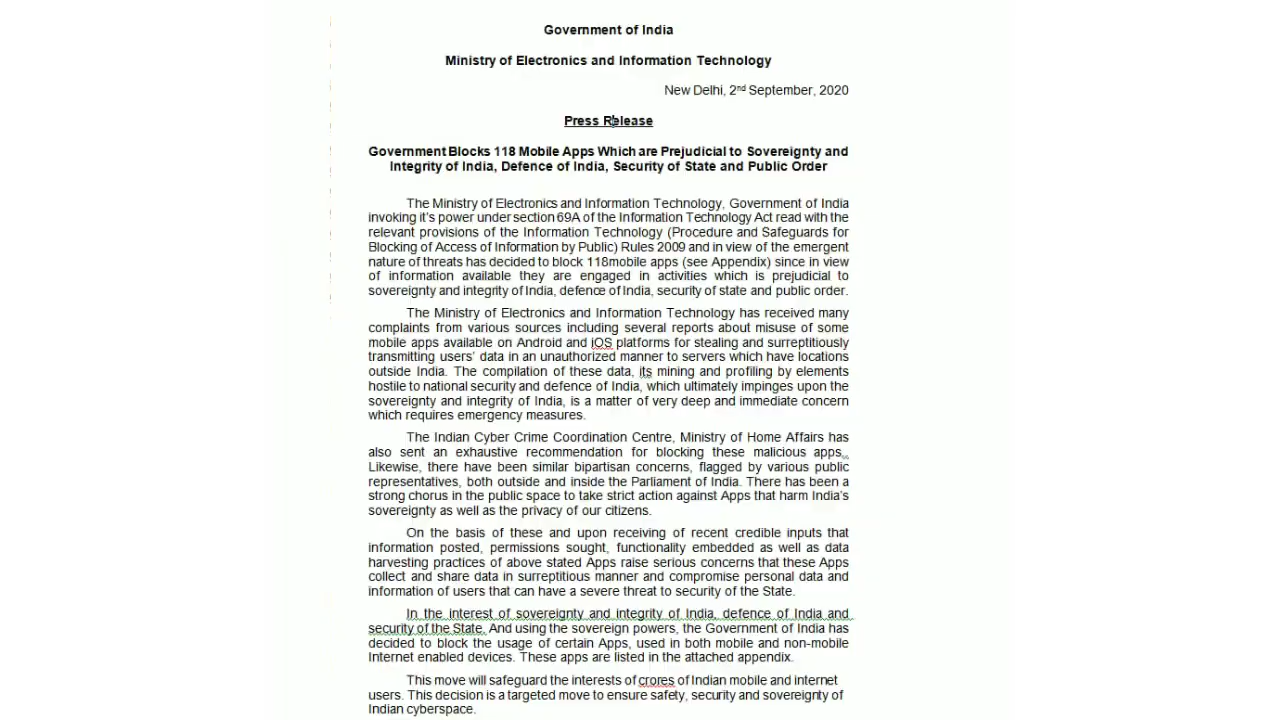 Government of India
Ministry of Electronics and Information Technology
New Delhi, 2nd September, 2020
Press Release
Government Blocks 118 Mobile Apps Which are Prejudicial to Sovereignty and
Integrity of India, Defence of India, Security of State and Public Order
The Ministry of Electronics and Information Technology, Government of India
invoking it's power under section 69A of the Information Technology Act read with the
relevant provisions of the Information Technology (Procedure and Safeguards for
Blocking of Access of Information by Public) Rules 2009 and in view of the emergent
nature of threats has decided to block 118mobile apps (see Appendix) since in view
of information available they are engaged in activities which is prejudicial to
sovereignty and integrity of India, defence of India, security of state and public order.
The Ministry of Electronics and Information Technology has received many
complaints from various sources including several reports about misuse of some
mobile apps available on Android and iOS platforms for stealing and surreptitiously
transmitting users' data in an unauthorized manner to servers which have locations
outside India. The compilation of these data, its mining and profiling by elements
hostile to national security and defence of India, which ultimately impinges upon the
sovereignty and integrity of India, is a matter of very deep and immediate concern
which requires emergency measures.
The Indian Cyber Crime Coordination Centre, Ministry of Home Affairs has
also sent an exhaustive recommendation for blocking these malicious apps.
Likewise, there have been similar bipartisan concerns, flagged by various public
representatives, both outside and inside the Parliament of India. There has been a
strong chorus in the public space to take strict action against Apps that harm India's
sovereignty as well as the privacy of our citizens.
On the basis of these and upon receiving of recent credible inputs that
information posted, permissions sought, functionality embedded as well as data
harvesting practices of above stated Apps raise serious concerns that these Apps
collect and share data in surreptitious manner and compromise personal data and
information of users that can have a severe threat to security of the State.
In the interest of sovereignty and integrity of India, defence of India and
security of the State. And using the sovereign powers, the Government of India has
decided to block the usage of certain Apps, used in both mobile and non-mobile
Internet enabled devices. These apps are listed in the attached appendix.
This move will safeguard the interests of crores of Indian mobile and internet
users. This decision is a targeted move to ensure safety, security and sovereignty of
Indian cyberspace.